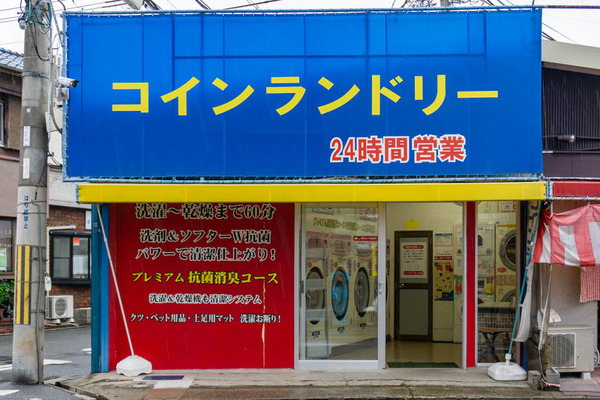 コインランドリー
24時間営業
洗濯～乾燥まで60分
洗剤&ソフターW抗菌
パワーで清潔仕上がり！
プレミアム 抗菌消臭コース
洗濯&乾燥機も清潔システム
クツ・ペット用品・土足用マット 洗濯お断り！